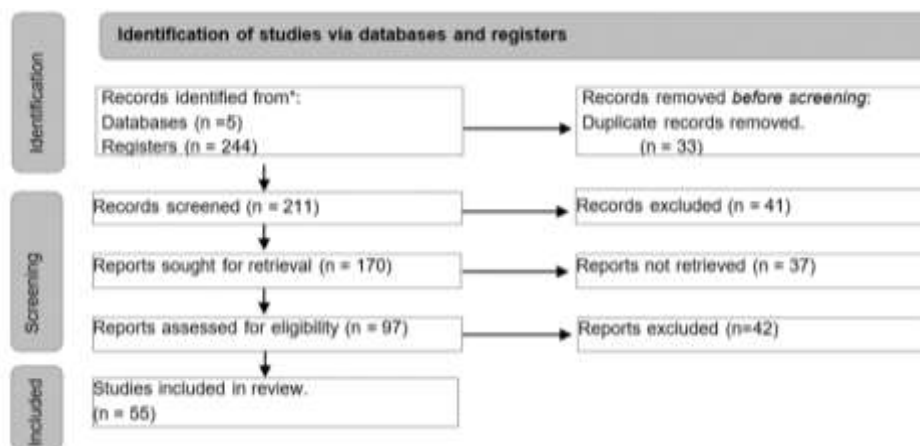 Identification of studies via databases and registers
Identification
Records identified from*:
Databases (n =5)
Registers (n = 244)
Records removed before screening:
Duplicate records removed.
(n = 33)
Screening
Records screened (n = 211)
Records excluded (n = 41)
Reports sought for retrieval (n = 170)
Reports not retrieved (n = 37)
Reports assessed for eligibility (n = 97)
Reports excluded (n=42)
Included
Studies included in review.
(n = 55)